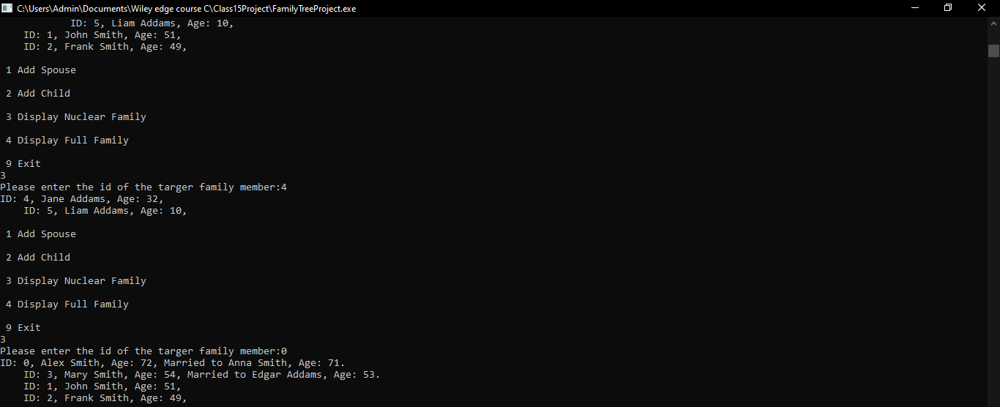 C:\Users\Admin\Documents\Wiley edge course C\Class15Project\FamilyTreeProject.exe
ID: 5, Liam Addams, Age: 10,
ID: 1, John Smith, Age: 51,
ID: 2, Frank Smith, Age: 49,
1 Add Spouse
2 Add Child
3 Display Nuclear Family
4 Display Full Family
9 Exit
3
Please enter the id of the targer family member:4
ID: 4, Jane Addams, Age: 32,
ID: 5, Liam Addams, Age: 10,
1 Add Spouse
2 Add Child
3 Display Nuclear Family
4 Display Full Family
9 Exit
3
Please enter the id of the targer family member:0
ID: 0, Alex Smith, Age: 72, Married to Anna Smith, Age: 71.
ID: 3, Mary Smith, Age: 54, Married to Edgar Addams, Age: 53.
ID: 1, John Smith, Age: 51,
ID: 2, Frank Smith, Age: 49,